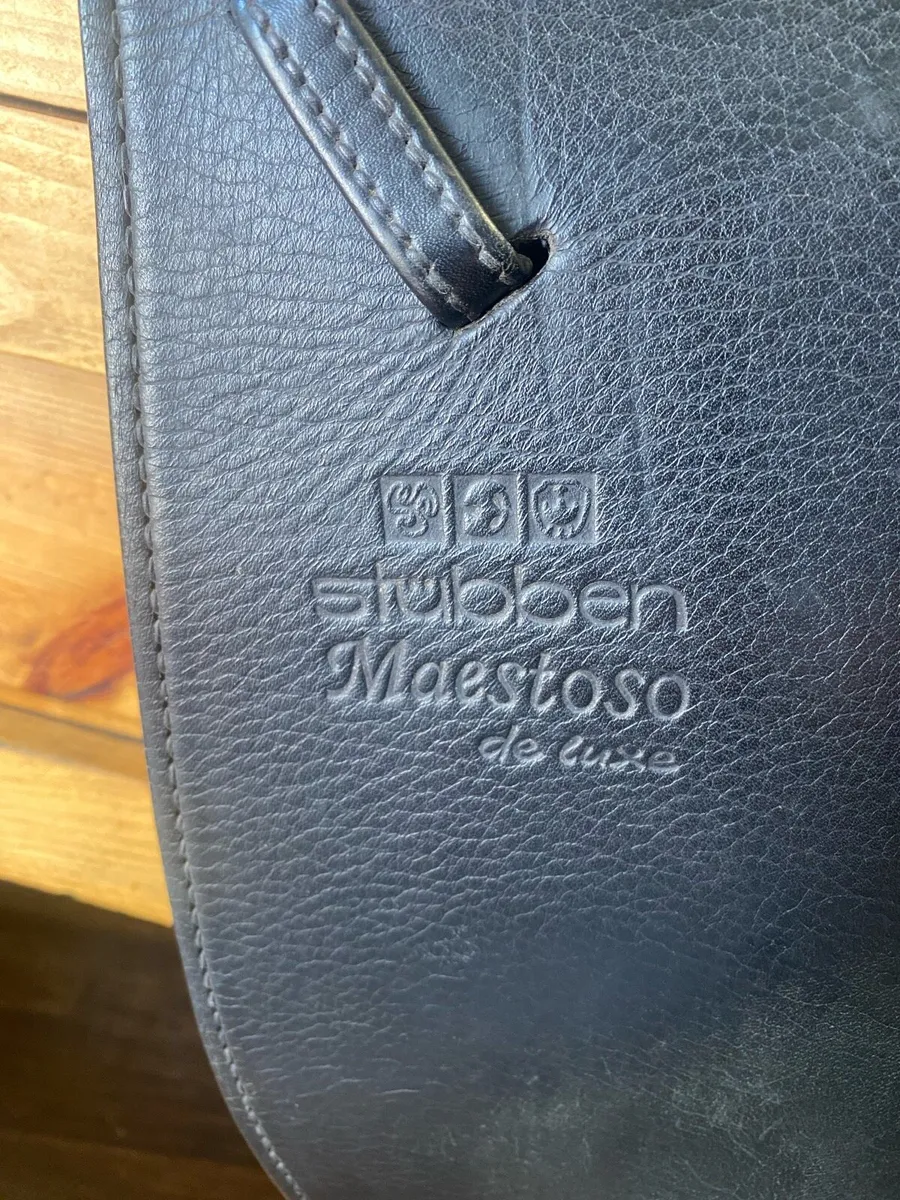 stübben
Maestoso
de luxe